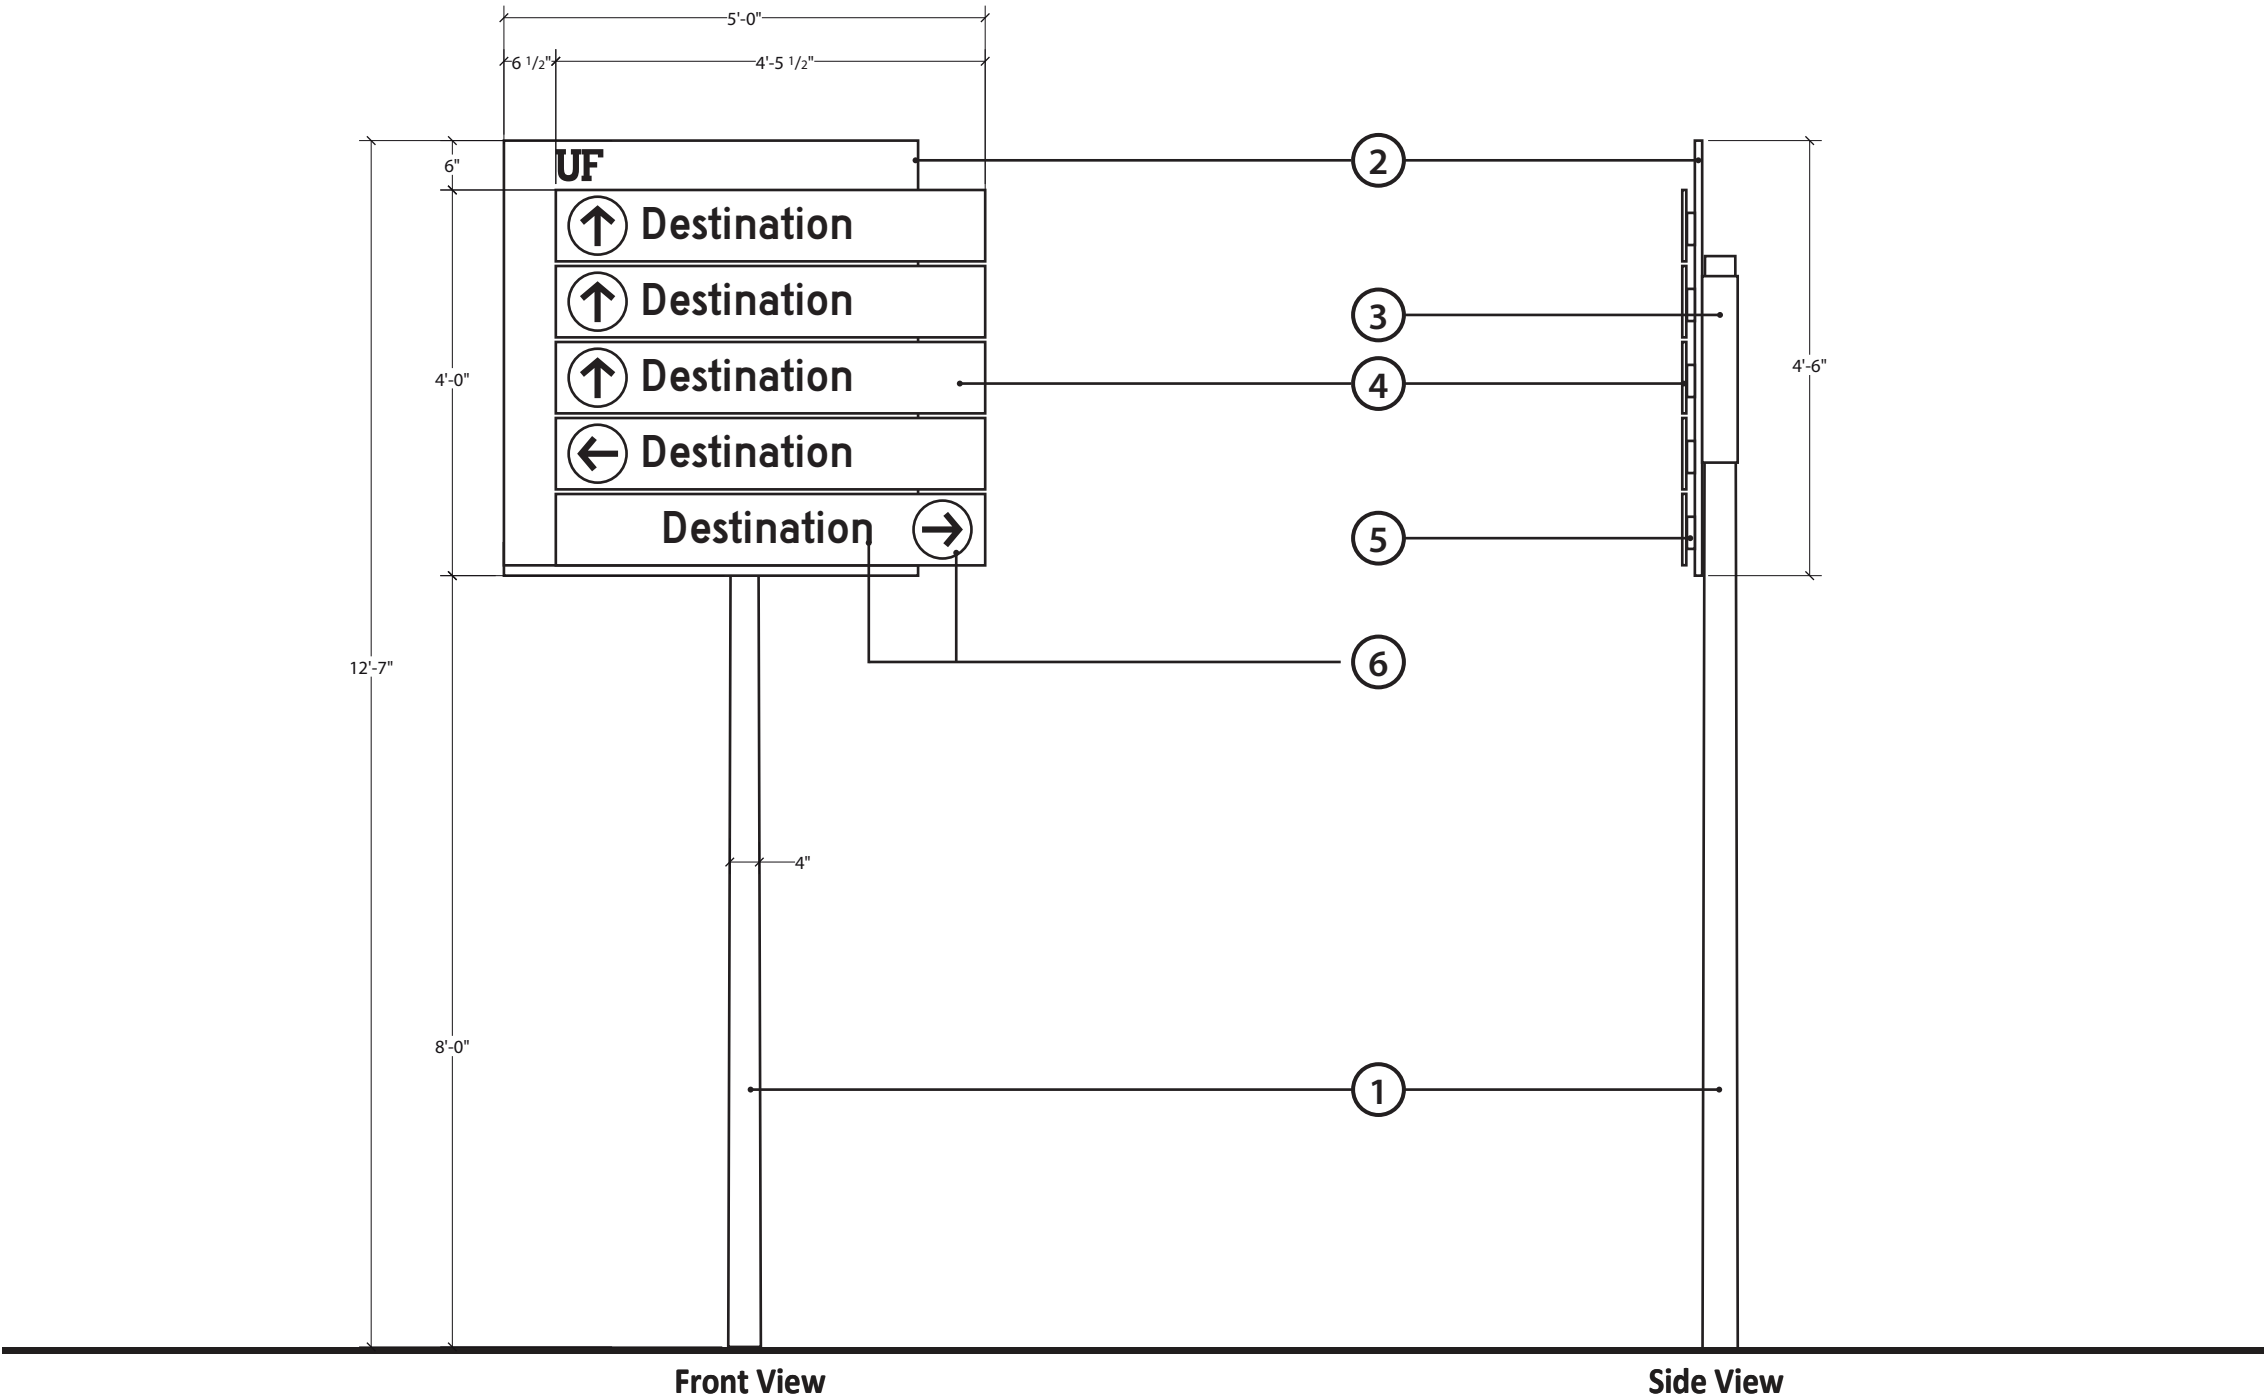 5'-0"
6 1/2" 4'-5 1/2"
6"
UF
2
Destination
Destination
3
4'-6"
4'-0"
Destination
4
Destination
Destination
5
6
12'-7"
4"
8'-0"
1
Front View
Side View